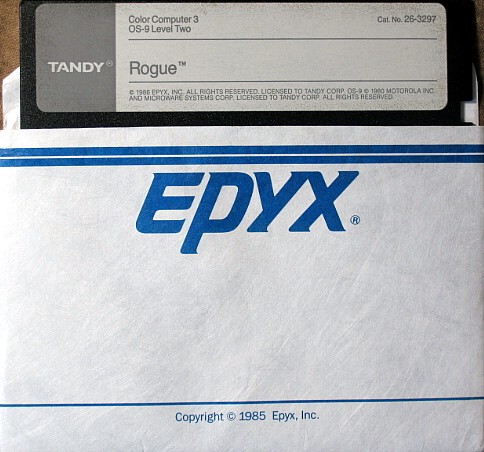 Color Computer 3
OS-9 Level Two
Cat. No. 26-3297
TANDY®
Rogue™
© 1986 EPYX, INC. ALL RIGHTS RESERVED. LICENSED TO TANDY CORP. OS-9 © 1980 MOTOROLA INC.
AND MICROWARE SYSTEMS CORP. LICENSED TO TANDY CORP. ALL RIGHTS RESERVED.
EPYX®
Copyright © 1985 Epyx, Inc.